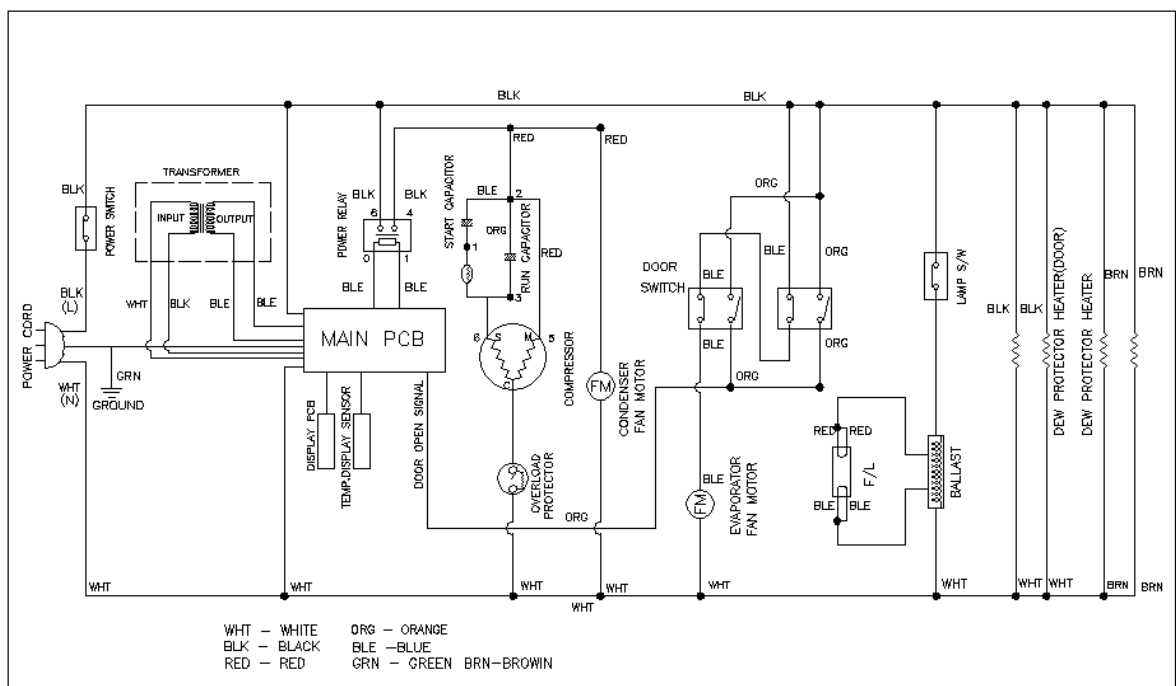 BLK
BLK
TRANSFORMER
INPUT
OUTPUT
BLK
POWER SWITCH
BLK
(L)
POWER CORD
WHT
(N)
GRN
GROUND
WHT
BLK
BLE
BLE
MAIN PCB
POWER RELAY
BLK
BLK
6
4
0
1
BLE
BLE
RED
RED
START CAPACITOR
BLE
2
ORG
1
RUN CAPACITOR
RED
3
6
S
M
5
C
COMPRESSOR
FM
CONDENSER
FAN MOTOR
OVERLOAD
PROTECTOR
DISPLAY PCB
TEMP.DISPLAY SENSOR
DOOR OPEN SIGNAL
ORG
ORG
DOOR
SWITCH
BLE
BLE
ORG
BLE
ORG
ORG
BLE
FM
EVAPORATOR
FAN MOTOR
LAMP S/W
RED
RED
F/L
BLE
BLE
BALLAST
BLK
BLK
DEW PROTECTOR HEATER(DOOR)
DEW PROTECTOR HEATER
BRN
BRN
WHT
WHT
WHT
WHT
WHT
WHT
WHT
BRN
BRN
WHT – WHITE ORG – ORANGE
BLK – BLACK BLE –BLUE
RED – RED GRN – GREEN BRN–BROWIN